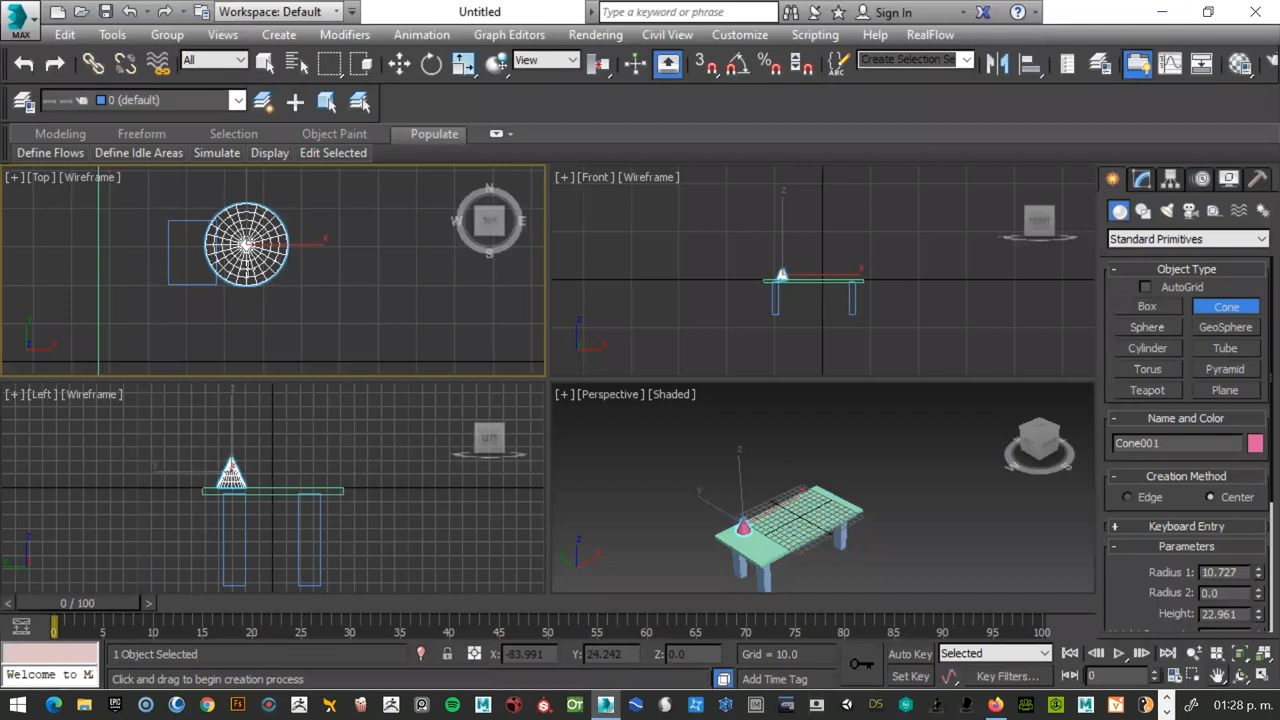 MAX
Workspace: Default
Untitled
Type a keyword or phrase
Sign In
Edit Tools Group Views Create Modifiers Animation Graph Editors Rendering Civil View Customize Scripting Help RealFlow
All
View
3
%
ABC
Create Selection Se
0 (default)
Modeling Freeform Selection Object Paint Populate
Define Flows Define Idle Areas Simulate Display Edit Selected
[+] [Top] [Wireframe]
N
W
TOP
E
S
x
y
z
x
[+] [Front] [Wireframe]
z
FRONT
x
z
x
Standard Primitives
Object Type
AutoGrid
Box Cone
Sphere GeoSphere
Cylinder Tube
Torus Pyramid
Teapot Plane
Name and Color
Cone001
Creation Method
Edge Center
Keyboard Entry
Parameters
Radius 1: 10.727
Radius 2: 0.0
Height: 22.961
[+] [Left] [Wireframe]
z
LEFT
z
y
[+] [Perspective] [Shaded]
z
y
z
x
0 / 100
0 5 10 15 20 25 30 35 40 45 50 55 60 65 70 75 80 85 90 95 100
1 Object Selected
X: -83.991
Y: 24.242
Z: 0.0
Grid = 10.0
Auto Key
Selected
Welcome to M
Click and drag to begin creation process
Add Time Tag
Set Key
Key Filters...
0
01:28 p. m.